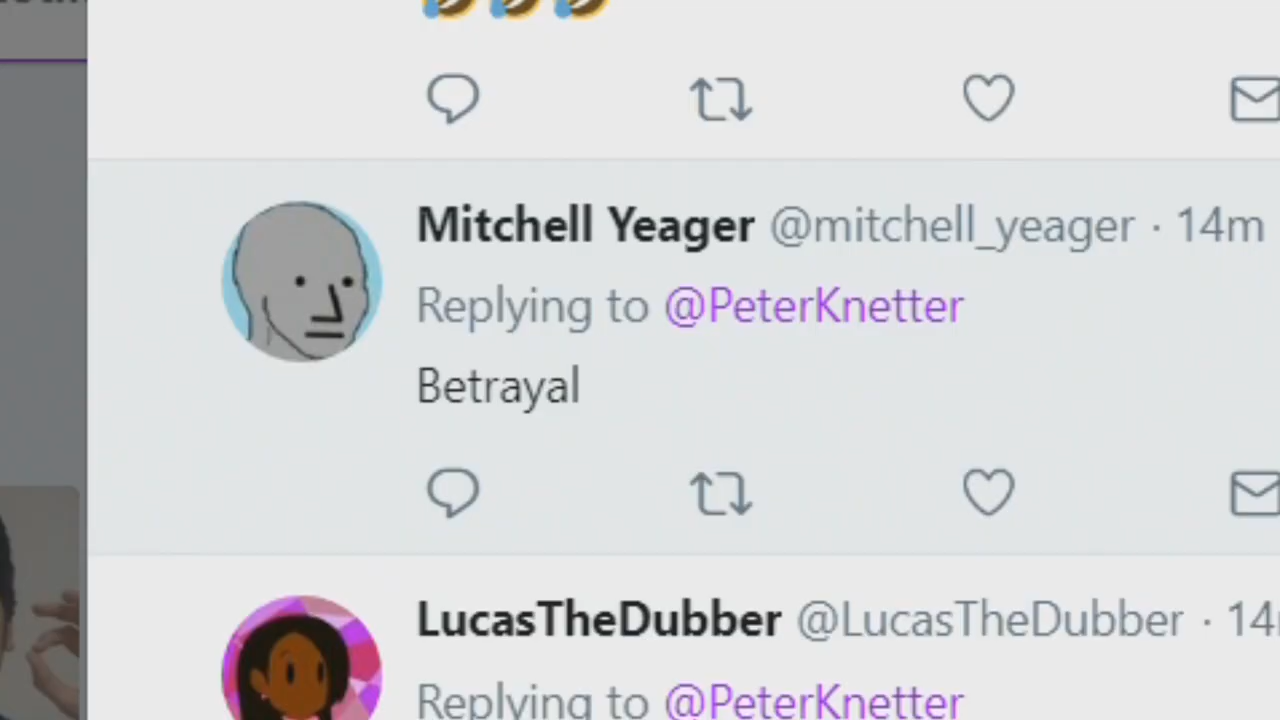 Mitchell Yeager @mitchell_yeager · 14m
Replying to @PeterKnetter
Betrayal
LucasTheDubber @LucasTheDubber · 14
Replying to @PeterKnetter